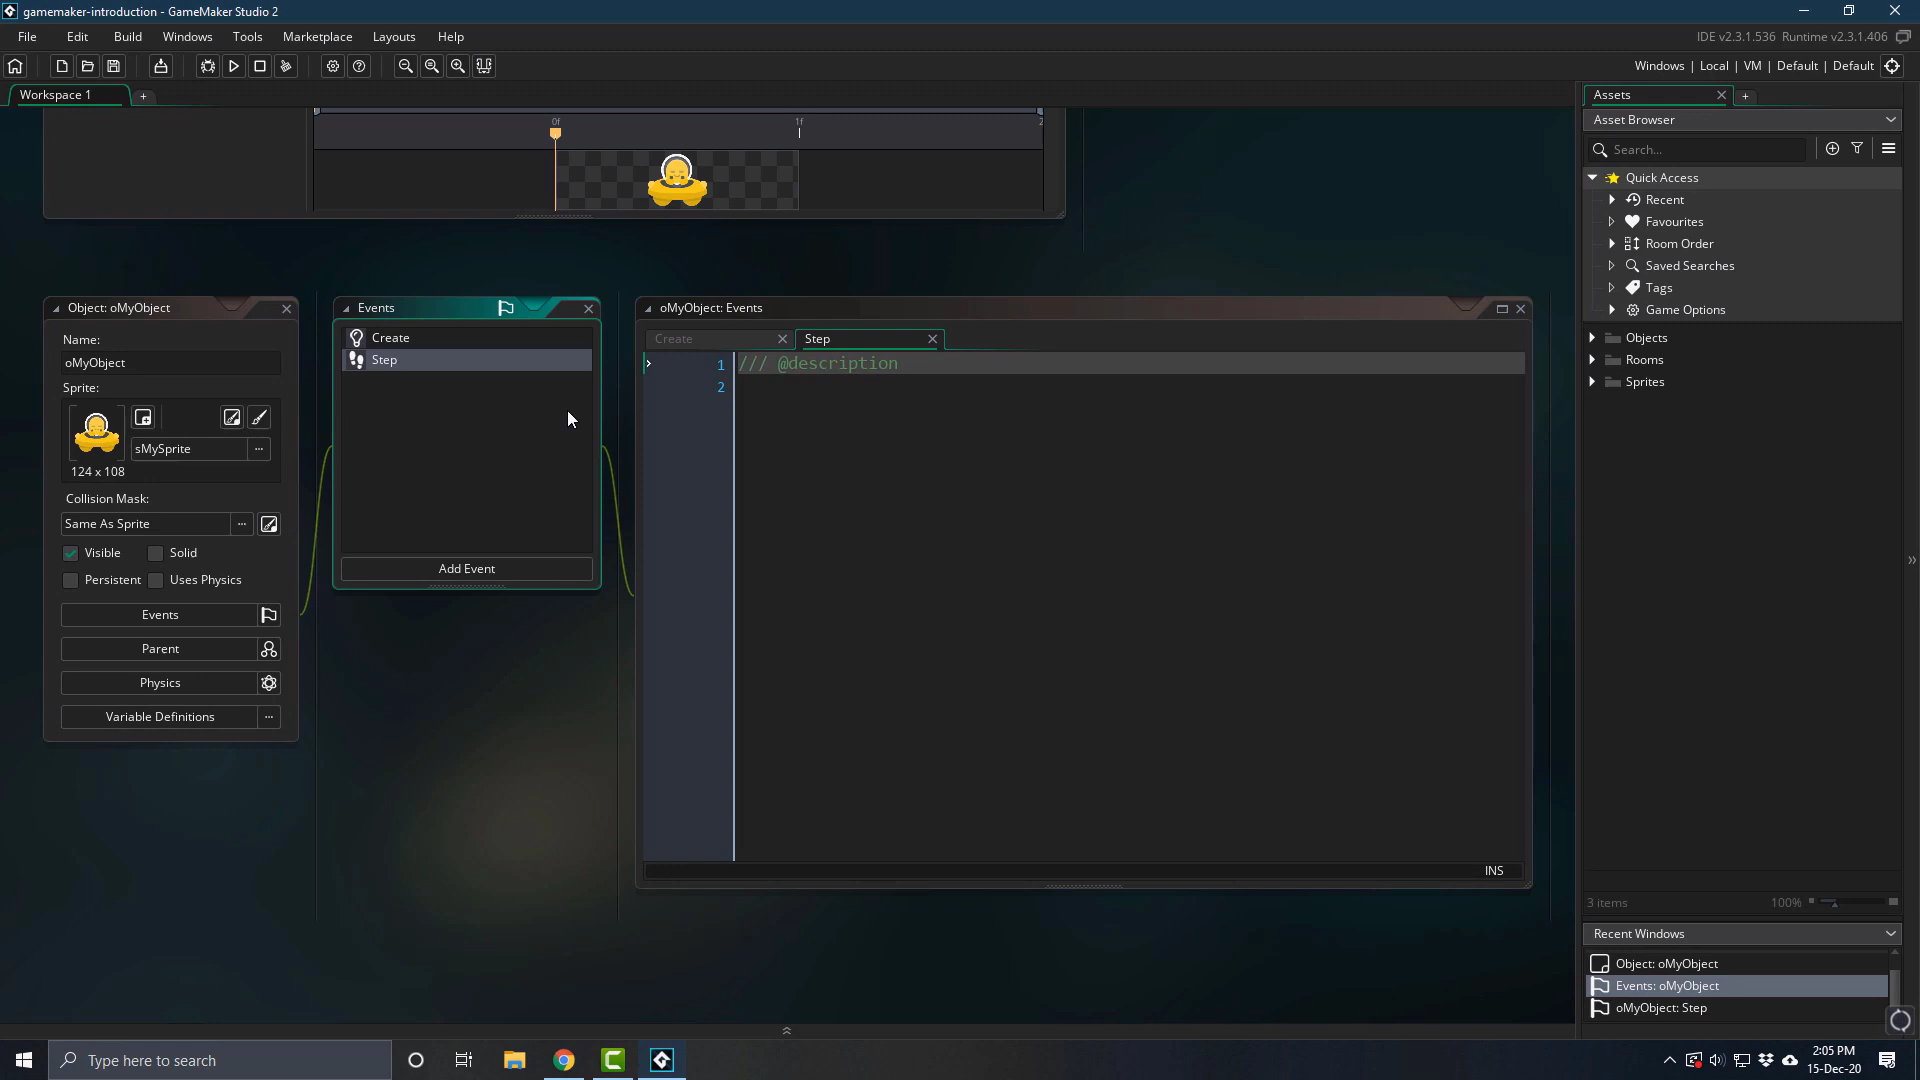 gamemaker-introduction - GameMaker Studio 2
File Edit Build Windows Tools Marketplace Layouts Help
IDE v2.3.1.536 Runtime v2.3.1.406
Windows | Local | VM | Default | Default
Workspace 1 +
0f 1f 2
Object: oMyObject
Name:
oMyObject
Sprite:
sMySprite ...
124 x 108
Collision Mask:
Same As Sprite ...
Visible Solid
Persistent Uses Physics
Events
Parent
Physics
Variable Definitions ...
Events
Create
Step
Add Event
oMyObject: Events
Create Step
1 /// @description
2
INS
Assets +
Asset Browser
Search...
Quick Access
Recent
Favourites
Room Order
Saved Searches
Tags
Game Options
Objects
Rooms
Sprites
3 items 100%
Recent Windows
Object: oMyObject
Events: oMyObject
oMyObject: Step
Type here to search
2:05 PM
15-Dec-20